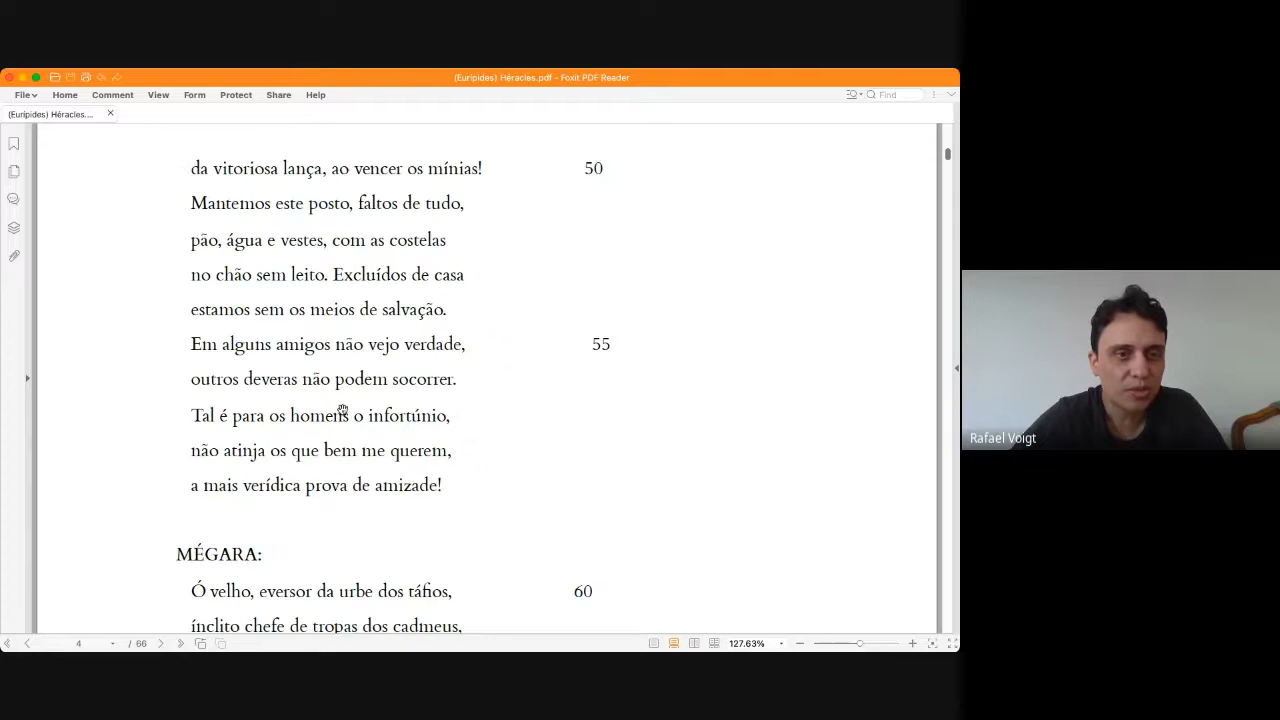 (Eurípides) Héracles.pdf - Foxit PDF Reader
File Home Comment View Form Protect Share Help
Find
(Eurípides) Héracles....
da vitoriosa lança, ao vencer os mínias! 50
Mantemos este posto, faltos de tudo,
pão, água e vestes, com as costelas
no chão sem leito. Excluídos de casa
estamos sem os meios de salvação.
Em alguns amigos não vejo verdade, 55
outros deveras não podem socorrer.
Tal é para os homens o infortúnio,
não atinja os que bem me querem,
a mais verídica prova de amizade!
MÉGARA:
Ó velho, eversor da urbe dos táfios, 60
ínclito chefe de tropas dos cadmeus,
Rafael Voigt
4 / 66
127.63%